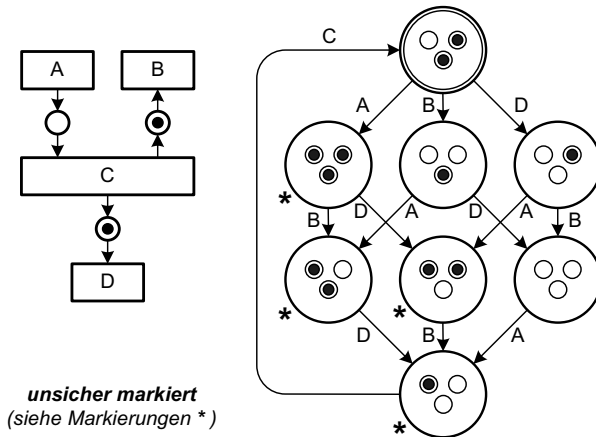 C
A B
A B D
C
* B D A D A B
D
* * D B A
unsicher markiert
(siehe Markierungen * )
*